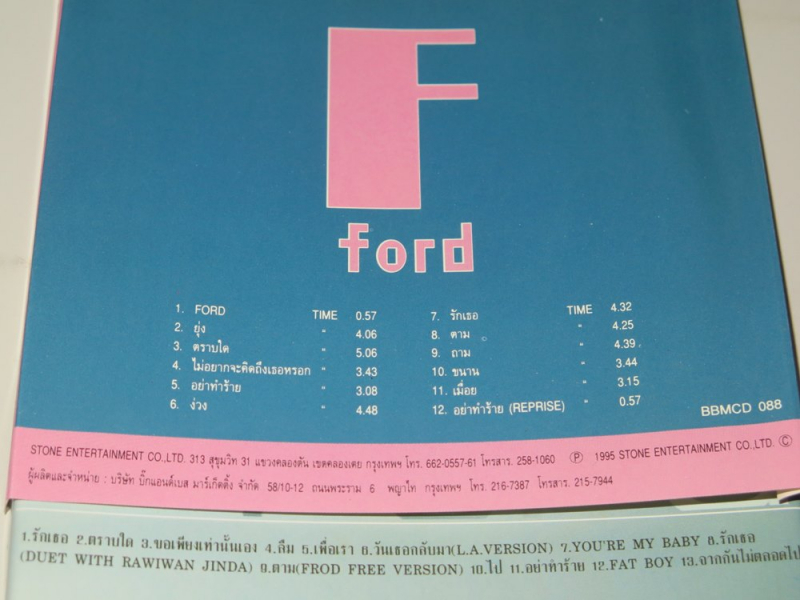 F
ford
1. FORD TIME 0.57
2. ยุ่ง " 4.06
3. ตราบใด " 5.06
4. ไม่อยากจะคิดถึงเธอหรอก " 3.43
5. อย่าทำร้าย " 3.08
6. ง่วง " 4.48
7. รักเธอ TIME 4.32
8. ตาม " 4.25
9. ถาม " 4.39
10. ขนาน " 3.44
11. เมื่อย " 3.15
12. อย่าทำร้าย (REPRISE) " 0.57
BBMCD 088
STONE ENTERTAINMENT CO.,LTD. 313 สุขุมวิท 31 แขวงคลองตัน เขตคลองเตย กรุงเทพฯ โทร. 662-0557-61 โทรสาร. 258-1060 Ⓟ 1995 STONE ENTERTAINMENT CO.,LTD. Ⓒ
ผู้ผลิตและจำหน่าย : บริษัท บิ๊กแอนด์เบส มาร์เก็ตติ้ง จำกัด 58/10-12 ถนนพระราม 6 พญาไท กรุงเทพฯ โทร. 216-7387 โทรสาร. 215-7944
1.รักเธอ 2.ตราบใด 3.ขอเพียงเท่านั้นเอง 4.ลืม 5.เพื่อเรา 6.วันเธอกลับมา(L.A.VERSION) 7.YOU'RE MY BABY 8.รักเธอ
(DUET WITH RAWIWAN JINDA) 9.ตาม(FROD FREE VERSION) 10.ไป 11.อย่าทำร้าย 12.FAT BOY 13.จากกันไม่ตลอดไป